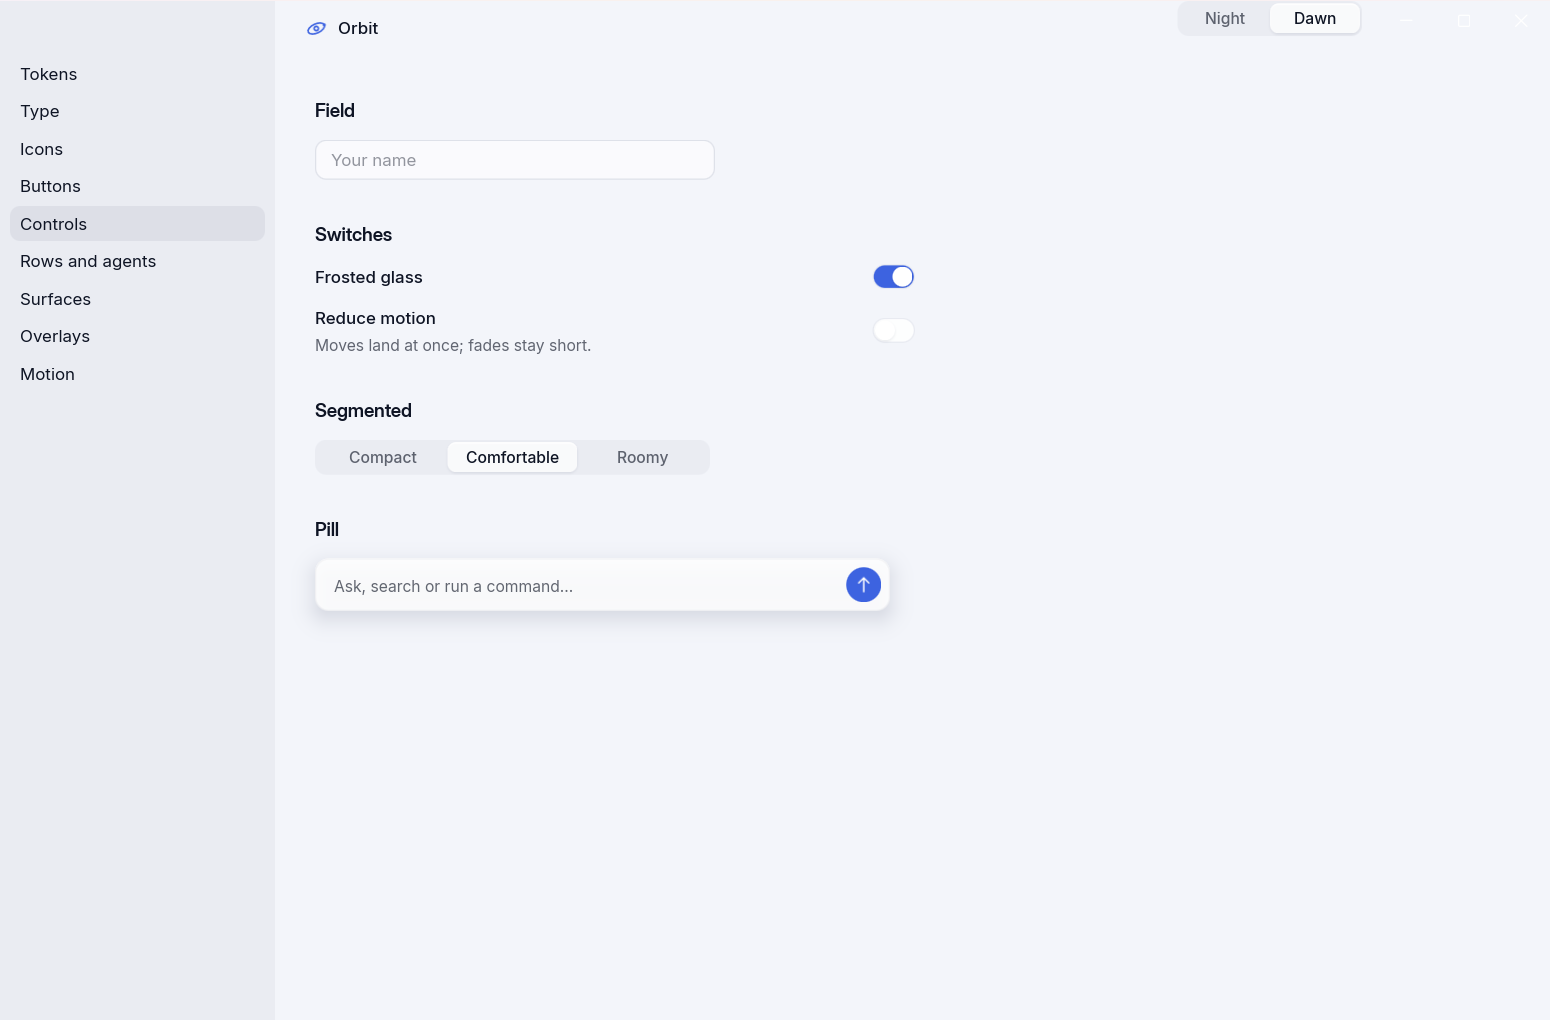 Orbit
Night
Dawn
Tokens
Type
Icons
Buttons
Controls
Rows and agents
Surfaces
Overlays
Motion
Field
Your name
Switches
Frosted glass
Reduce motion
Moves land at once; fades stay short.
Segmented
Compact
Comfortable
Roomy
Pill
Ask, search or run a command...